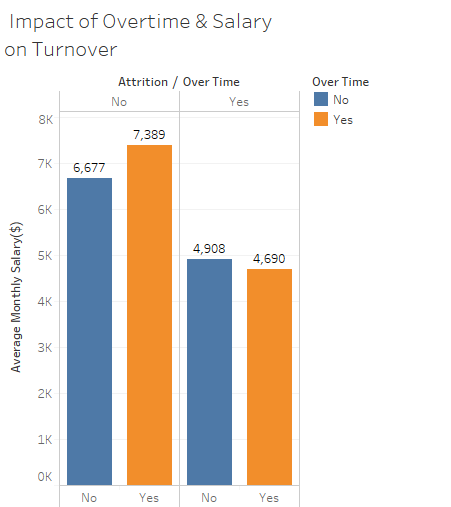 Impact of Overtime & Salary
on Turnover
Attrition / Over Time
No Yes
Over Time
No
Yes
Average Monthly Salary($)
8K
7K
6K
5K
4K
3K
2K
1K
0K
6,677
7,389
4,908
4,690
No Yes No Yes